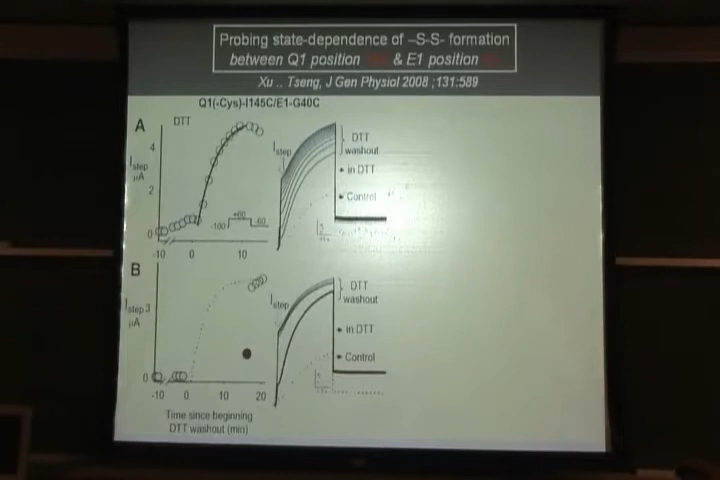 Probing state-dependence of –S-S- formation
between Q1 position & E1 position
Xu .. Tseng, J Gen Physiol 2008 ;131:589
Q1(-Cys)-I145C/E1-G40C
A
DTT
4
Istep
µA
2
0
-100
+60
-60
-10 0 10
Istep
DTT
washout
in DTT
Control
B
Istep 3
µA
0
-10 0 10 20
Time since beginning
DTT washout (min)
Istep
DTT
washout
in DTT
Control